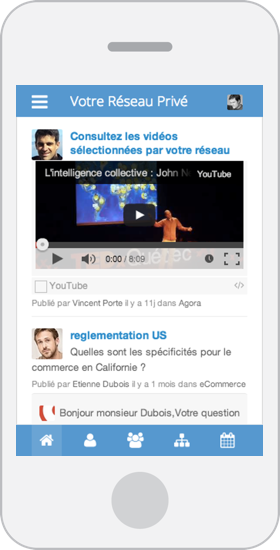 Votre Réseau Privé
Consultez les vidéos
sélectionnées par votre réseau
L'intelligence collective : John
YouTube
Québec
0:00 / 8:09
YouTube
Publié par Vincent Porte il y a 11j dans Agora
reglementation US
Quelles sont les spécificités pour le
commerce en Californie ?
Publié par Etienne Dubois il y a 1 mois dans eCommerce
Bonjour monsieur Dubois,Votre question